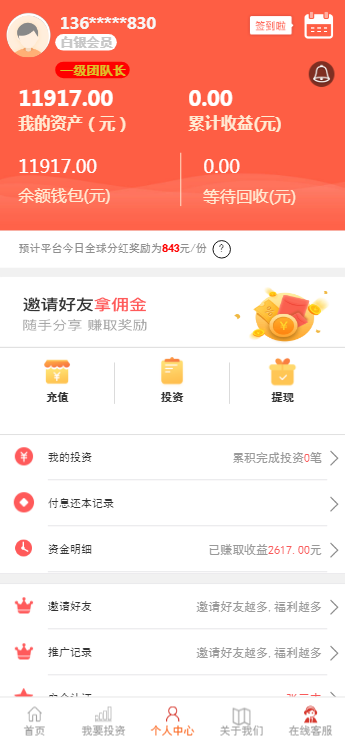 136*****830
签到啦
白银会员
一级团队长
11917.00 0.00
我的资产（元） 累计收益(元)
11917.00 0.00
余额钱包(元) 等待回收(元)
预计平台今日全球分红奖励为843元/份 ?
邀请好友拿佣金
随手分享 赚取奖励
充值 投资 提现
我的投资 累积完成投资0笔
付息还本记录
资金明细 已赚取收益2617.00元
邀请好友 邀请好友越多,福利越多
推广记录 邀请好友越多,福利越多
首页 我要投资 个人中心 关于我们 在线客服